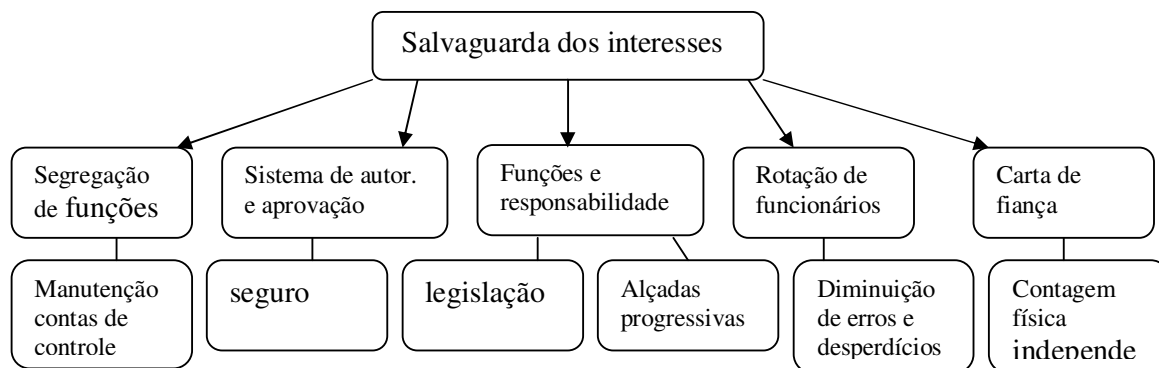 Salvaguarda dos interesses
Segregação
de funções
Sistema de autor.
e aprovação
Funções e
responsabilidade
Rotação de
funcionários
Carta de
fiança
Manutenção
contas de
controle
seguro
legislação
Alçadas
progressivas
Diminuição
de erros e
desperdícios
Contagem
física
independe